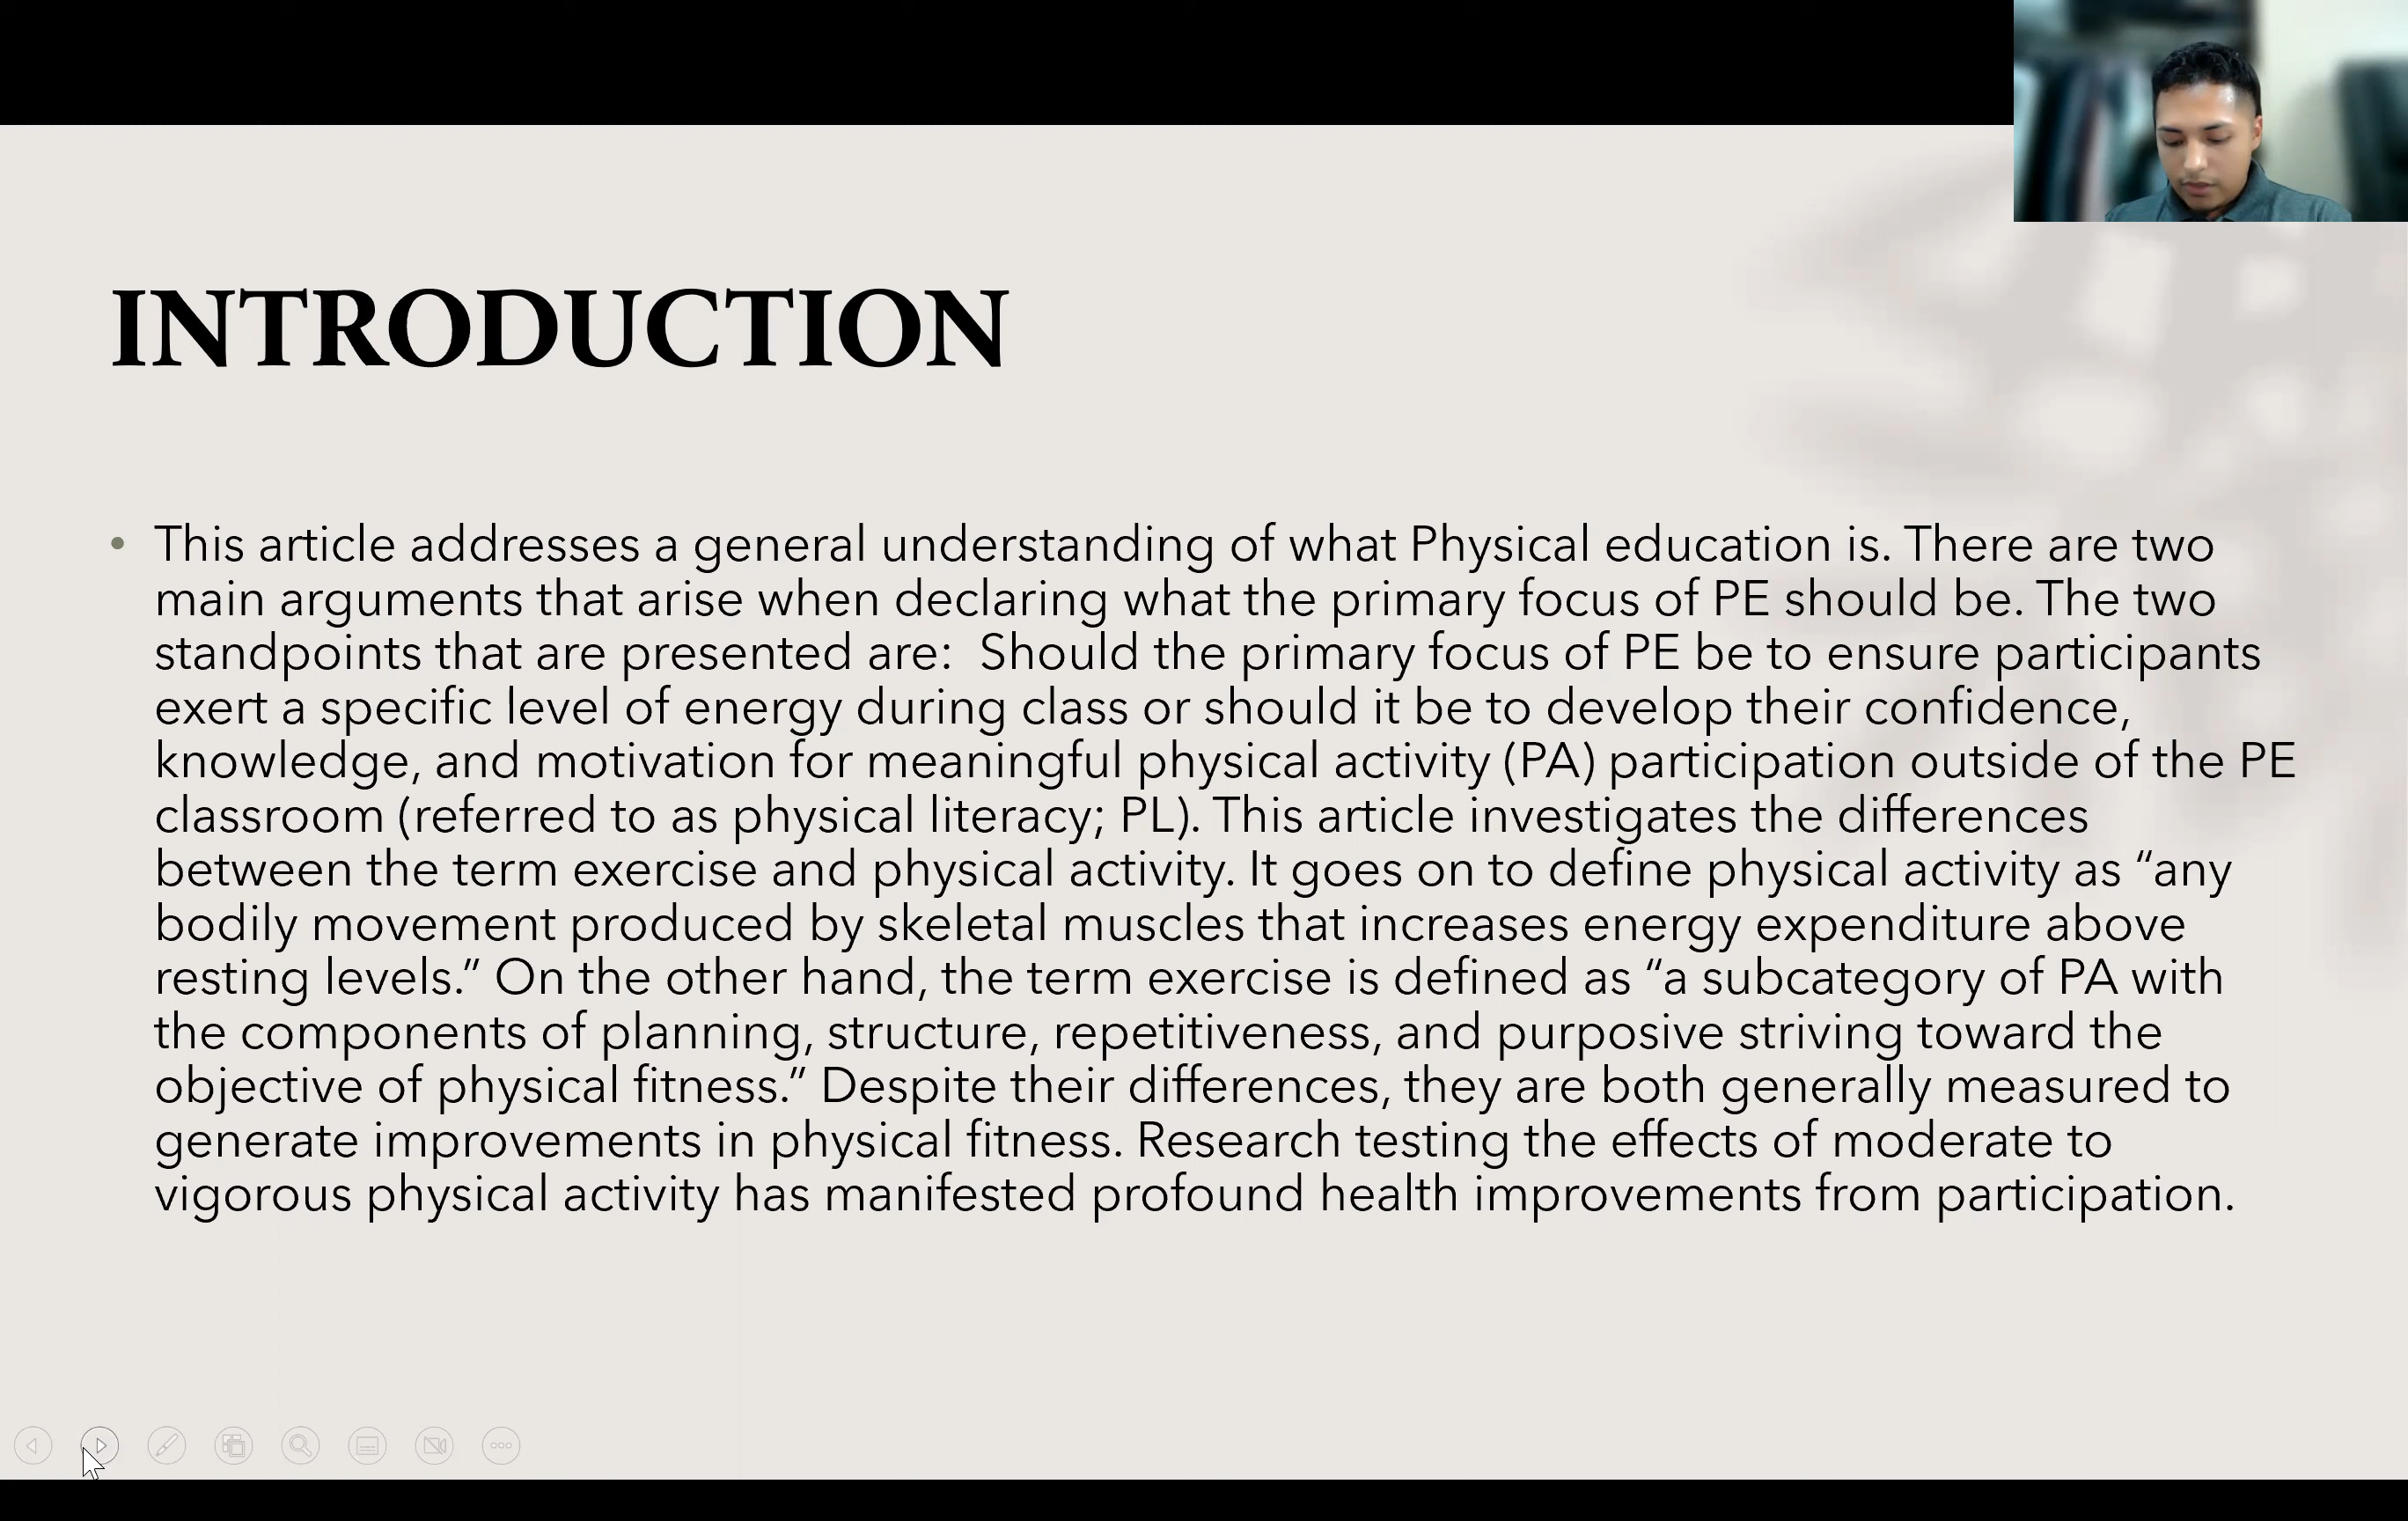 INTRODUCTION
• This article addresses a general understanding of what Physical education is. There are two
main arguments that arise when declaring what the primary focus of PE should be. The two
standpoints that are presented are:  Should the primary focus of PE be to ensure participants
exert a specific level of energy during class or should it be to develop their confidence,
knowledge, and motivation for meaningful physical activity (PA) participation outside of the PE
classroom (referred to as physical literacy; PL). This article investigates the differences
between the term exercise and physical activity. It goes on to define physical activity as “any
bodily movement produced by skeletal muscles that increases energy expenditure above
resting levels.” On the other hand, the term exercise is defined as “a subcategory of PA with
the components of planning, structure, repetitiveness, and purposive striving toward the
objective of physical fitness.” Despite their differences, they are both generally measured to
generate improvements in physical fitness. Research testing the effects of moderate to
vigorous physical activity has manifested profound health improvements from participation.